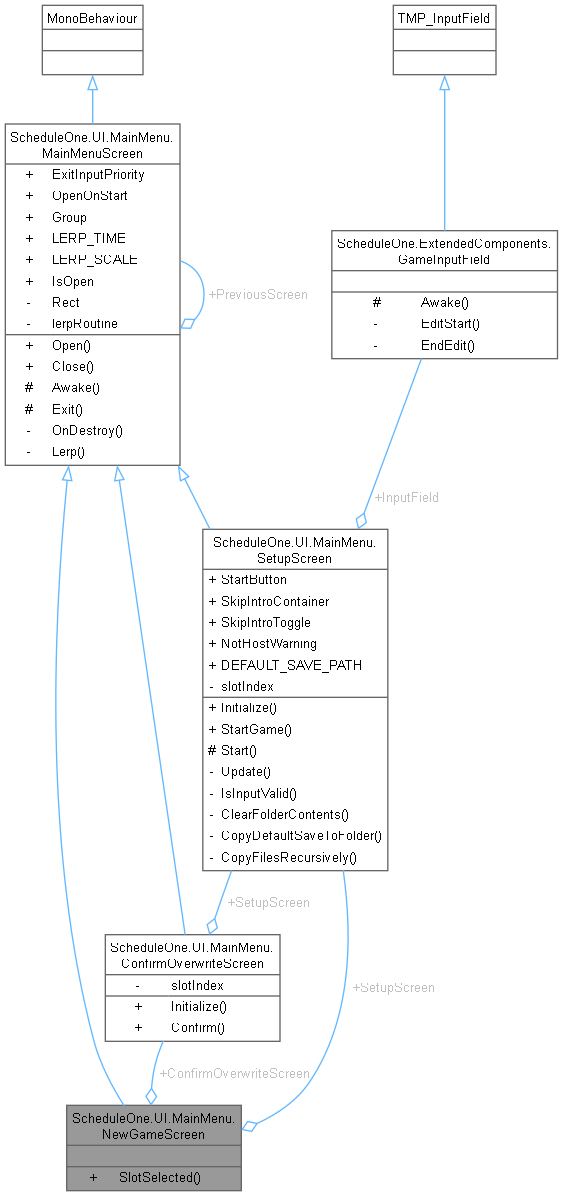 MonoBehaviour
TMP_InputField
ScheduleOne.UI.MainMenu.
MainMenuScreen
+ ExitInputPriority
+ OpenOnStart
+ Group
+ LERP_TIME
+ LERP_SCALE
+ IsOpen
- Rect
- lerpRoutine
+ Open()
+ Close()
# Awake()
# Exit()
- OnDestroy()
- Lerp()
+PreviousScreen
ScheduleOne.ExtendedComponents.
GameInputField
# Awake()
- EditStart()
- EndEdit()
+InputField
ScheduleOne.UI.MainMenu.
SetupScreen
+ StartButton
+ SkipIntroContainer
+ SkipIntroToggle
+ NotHostWarning
+ DEFAULT_SAVE_PATH
- slotIndex
+ Initialize()
+ StartGame()
# Start()
- Update()
- IsInputValid()
- ClearFolderContents()
- CopyDefaultSaveToFolder()
- CopyFilesRecursively()
+SetupScreen
ScheduleOne.UI.MainMenu.
ConfirmOverwriteScreen
- slotIndex
+ Initialize()
+ Confirm()
+SetupScreen
+ConfirmOverwriteScreen
ScheduleOne.UI.MainMenu.
NewGameScreen
+ SlotSelected()